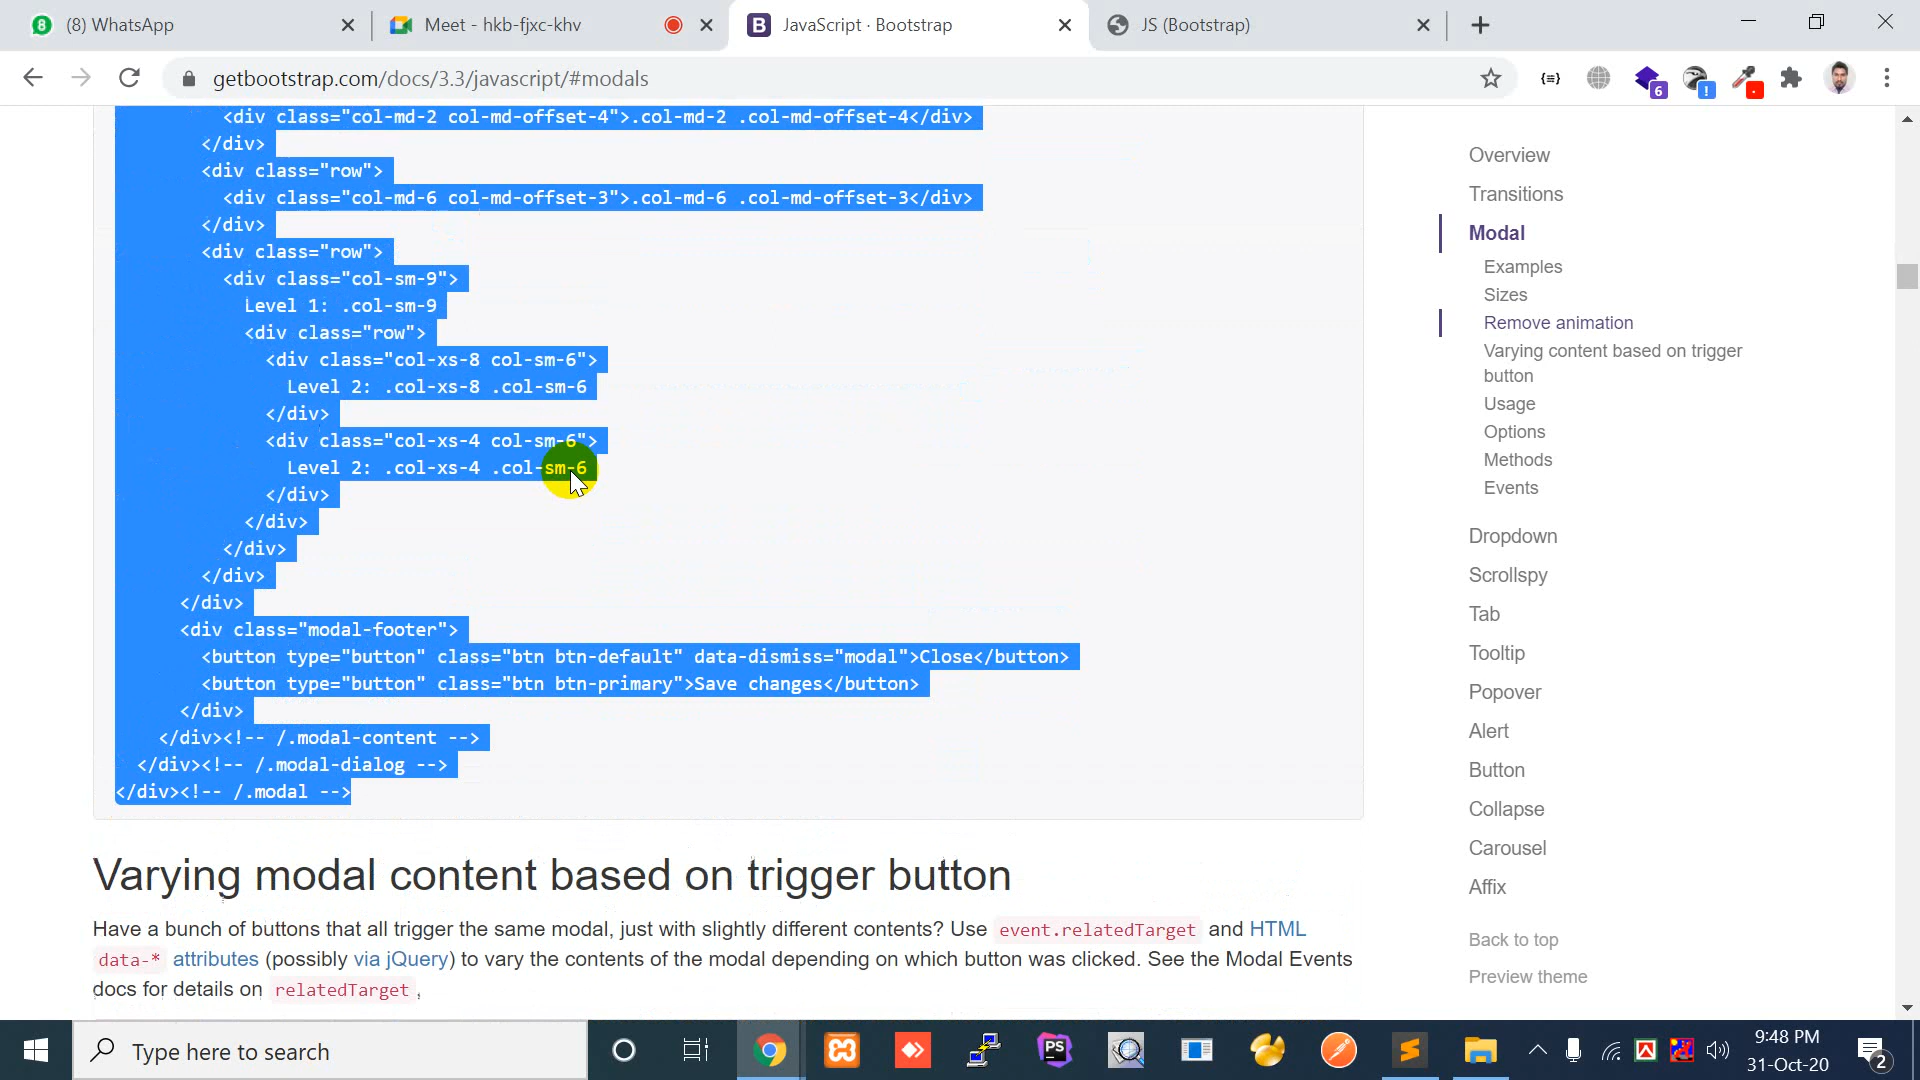 8 (8) WhatsApp
Meet - hkb-fjxc-khv
B JavaScript · Bootstrap
JS (Bootstrap)
getbootstrap.com/docs/3.3/javascript/#modals
6
!
<div class="col-md-2 col-md-offset-4">.col-md-2 .col-md-offset-4</div>
</div>
<div class="row">
<div class="col-md-6 col-md-offset-3">.col-md-6 .col-md-offset-3</div>
</div>
<div class="row">
<div class="col-sm-9">
Level 1: .col-sm-9
<div class="row">
<div class="col-xs-8 col-sm-6">
Level 2: .col-xs-8 .col-sm-6
</div>
<div class="col-xs-4 col-sm-6">
Level 2: .col-xs-4 .col-sm-6
</div>
</div>
</div>
</div>
</div>
<div class="modal-footer">
<button type="button" class="btn btn-default" data-dismiss="modal">Close</button>
<button type="button" class="btn btn-primary">Save changes</button>
</div>
</div><!-- /.modal-content -->
</div><!-- /.modal-dialog -->
</div><!-- /.modal -->
Varying modal content based on trigger button
Have a bunch of buttons that all trigger the same modal, just with slightly different contents? Use event.relatedTarget and HTML
data-* attributes (possibly via jQuery) to vary the contents of the modal depending on which button was clicked. See the Modal Events
docs for details on relatedTarget ,
Overview
Transitions
Modal
Examples
Sizes
Remove animation
Varying content based on trigger
button
Usage
Options
Methods
Events
Dropdown
Scrollspy
Tab
Tooltip
Popover
Alert
Button
Collapse
Carousel
Affix
Back to top
Preview theme
Type here to search
PS
9:48 PM
31-Oct-20
2